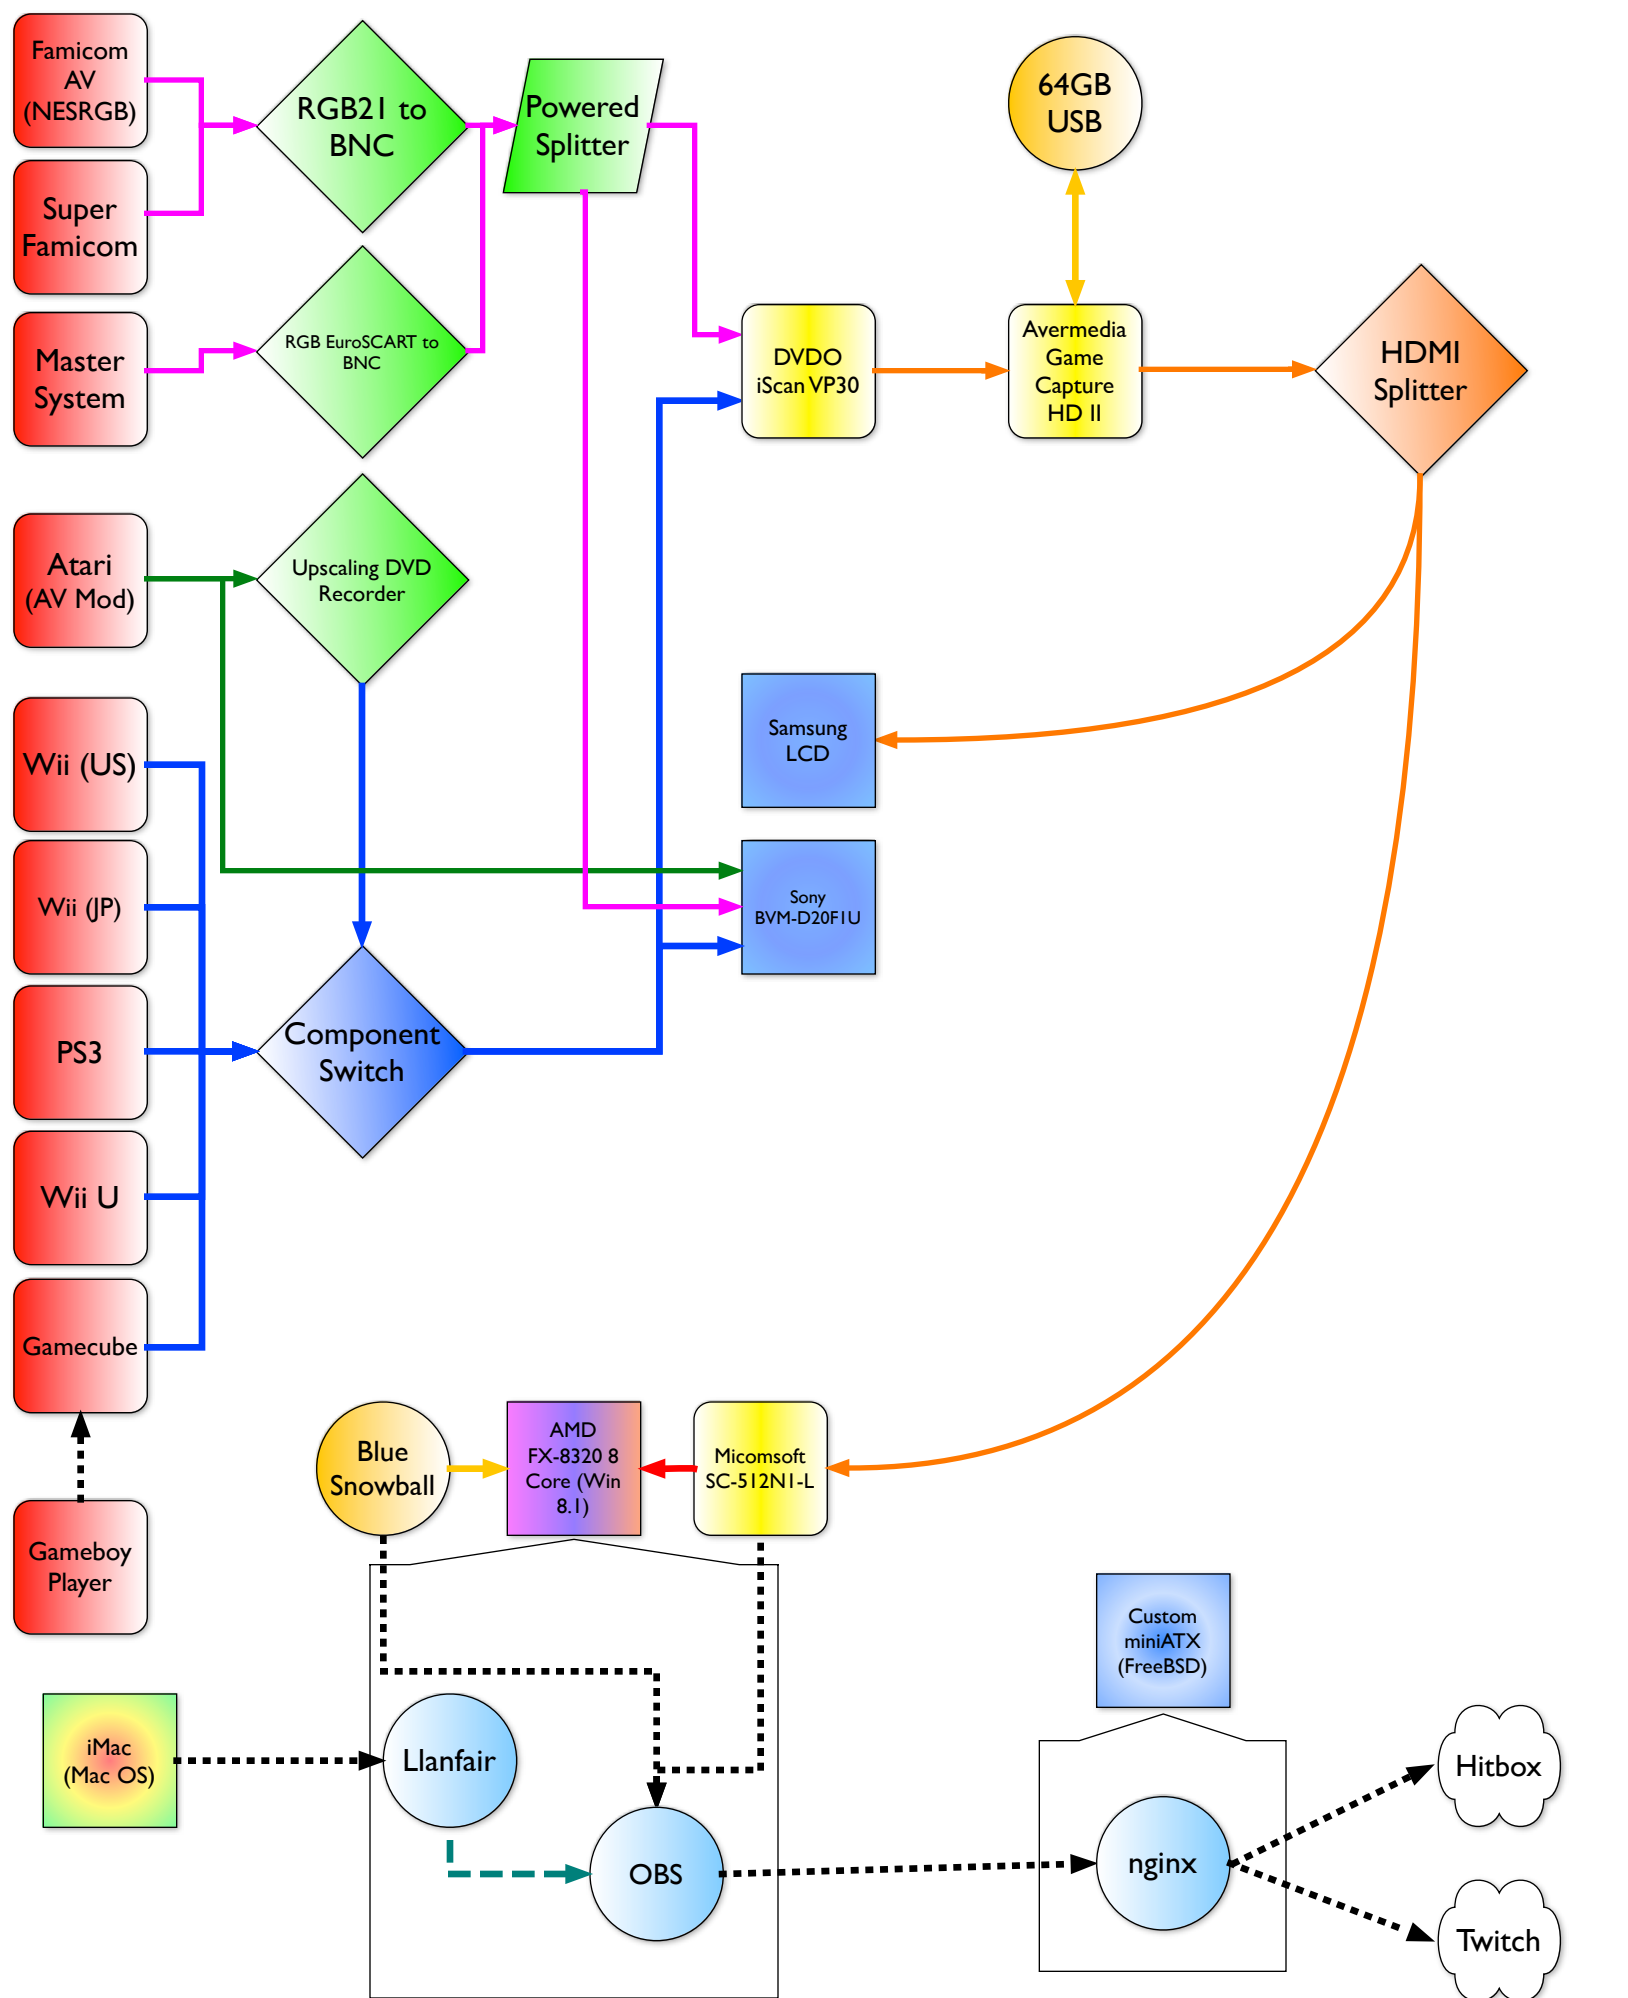 Famicom
AV
(NESRGB)
RGB21 to
BNC
Powered
Splitter
64GB
USB
Super
Famicom
Master
System
RGB EuroSCART to
BNC
DVDO
iScan VP30
Avermedia
Game
Capture
HD II
HDMI
Splitter
Atari
(AV Mod)
Upscaling DVD
Recorder
Samsung
LCD
Wii (US)
Wii (JP)
Sony
BVM-D20F1U
PS3
Component
Switch
Wii U
Gamecube
Blue
Snowball
AMD
FX-8320 8
Core (Win
8.1)
Micomsoft
SC-512N1-L
Gameboy
Player
Custom
miniATX
(FreeBSD)
iMac
(Mac OS)
Llanfair
Hitbox
OBS
nginx
Twitch